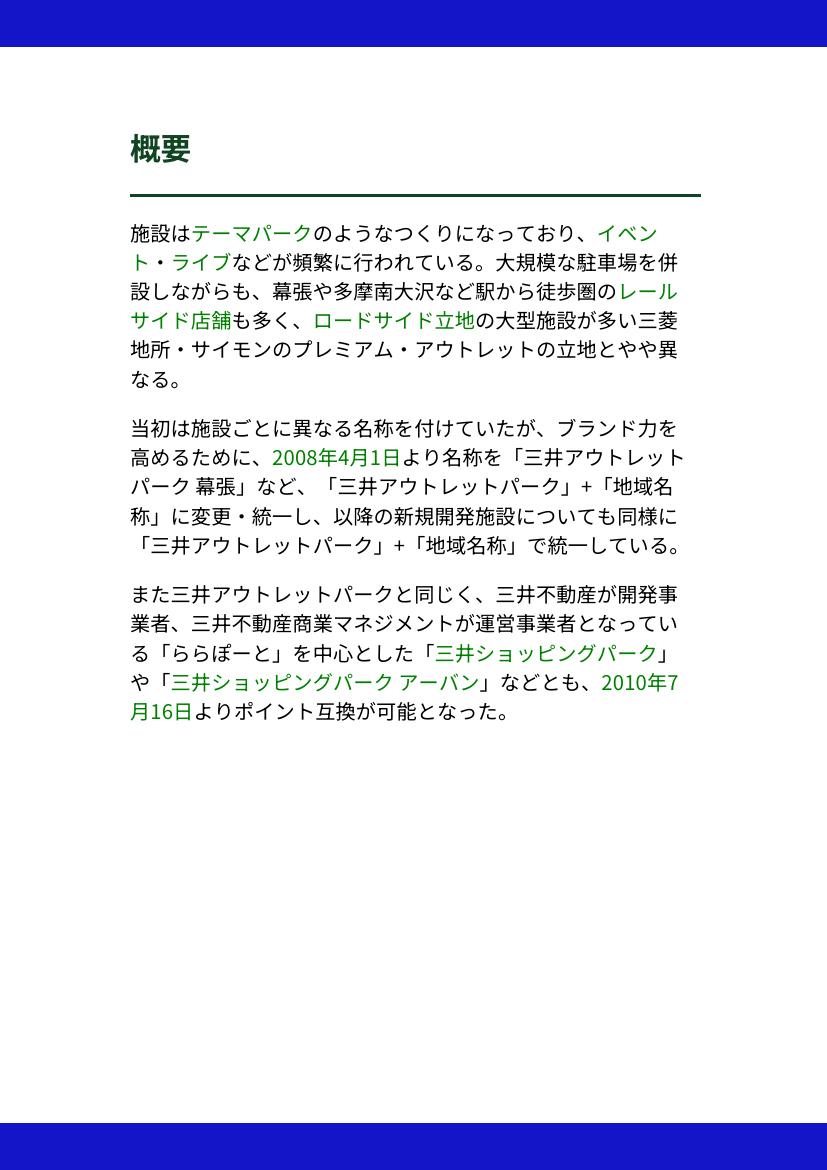 概要
施設はテーマパークのようなつくりになっており、イベン
ト・ライブなどが頻繁に行われている。大規模な駐車場を併
設しながらも、幕張や多摩南大沢など駅から徒歩圏のレール
サイド店舗も多く、ロードサイド立地の大型施設が多い三菱
地所・サイモンのプレミアム・アウトレットの立地とやや異
なる。
当初は施設ごとに異なる名称を付けていたが、ブランド力を
高めるために、2008年4月1日より名称を「三井アウトレット
パーク 幕張」など、「三井アウトレットパーク」+「地域名
称」に変更・統一し、以降の新規開発施設についても同様に
「三井アウトレットパーク」+「地域名称」で統一している。
また三井アウトレットパークと同じく、三井不動産が開発事
業者、三井不動産商業マネジメントが運営事業者となってい
る「ららぽーと」を中心とした「三井ショッピングパーク」
や「三井ショッピングパーク アーバン」などとも、2010年7
月16日よりポイント互換が可能となった。